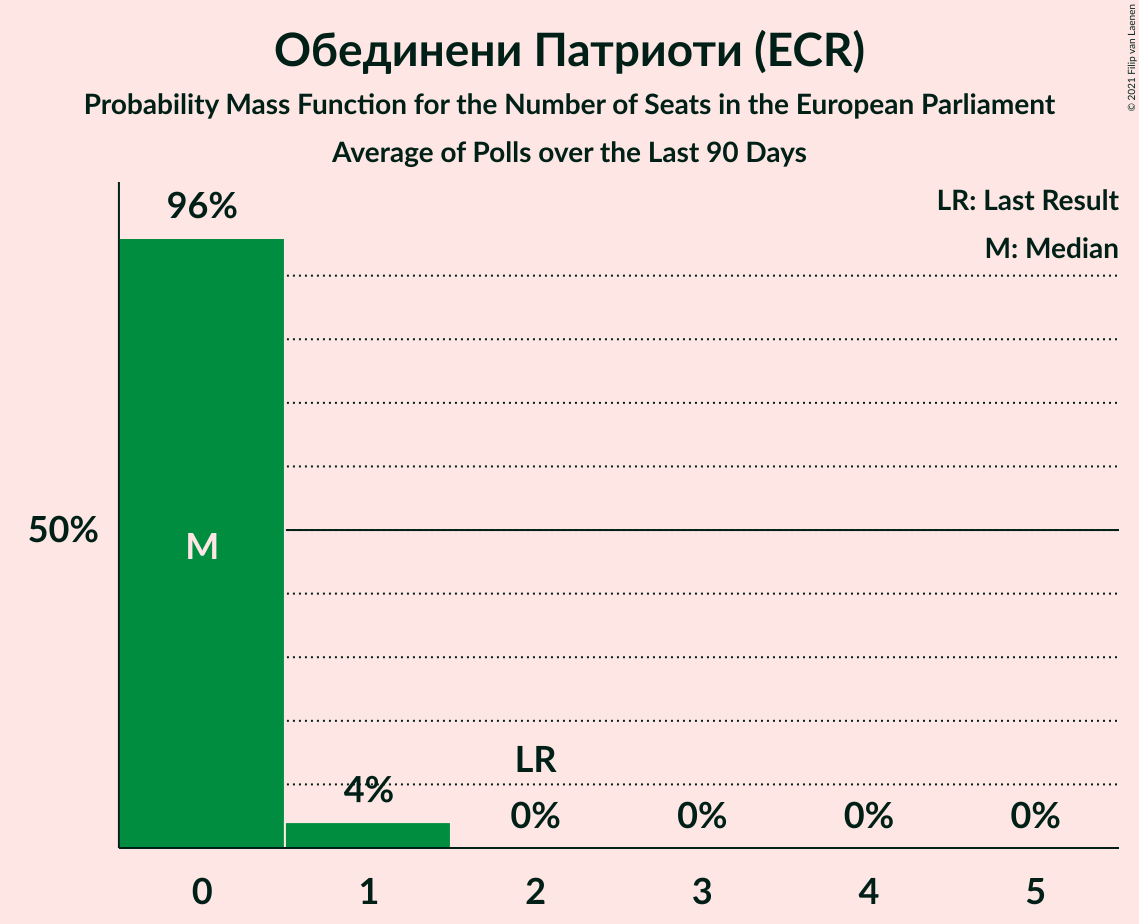 Обединени Патриоти (ECR)
Probability Mass Function for the Number of Seats in the European Parliament
Average of Polls over the Last 90 Days
© 2021 Filip van Laenen
LR: Last Result
M: Median
96%
50%
M
LR
4%
0%
0%
0%
0%
0
1
2
3
4
5